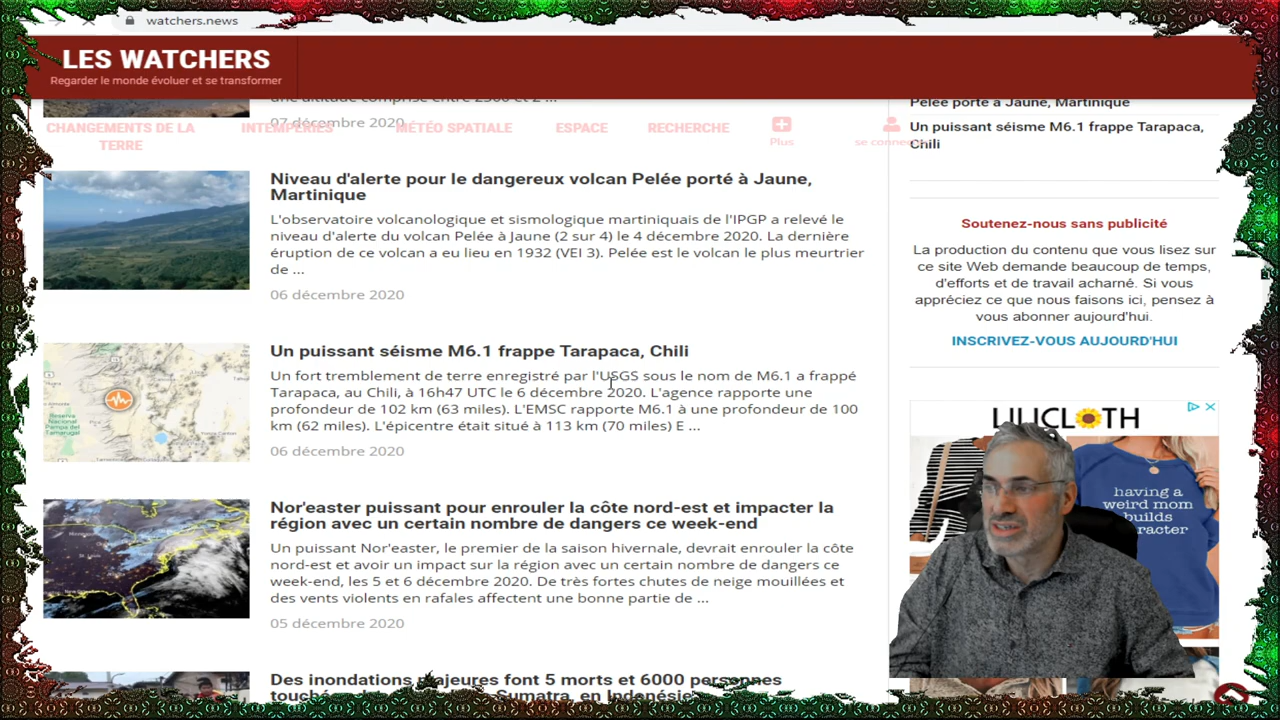 watchers.news
LES WATCHERS
Regarder le monde évoluer et se transformer
une altitude comprise entre 2500 et 2 ...
07 décembre 2020
CHANGEMENTS DE LA
TERRE
INTEMPÉRIES
MÉTÉO SPATIALE
ESPACE
RECHERCHE
Plus
se connecter
Niveau d'alerte pour le dangereux volcan Pelée porté à Jaune,
Martinique
L'observatoire volcanologique et sismologique martiniquais de l'IPGP a relevé le
niveau d'alerte du volcan Pelée à Jaune (2 sur 4) le 4 décembre 2020. La dernière
éruption de ce volcan a eu lieu en 1932 (VEI 3). Pelée est le volcan le plus meurtrier
de ...
06 décembre 2020
Un puissant séisme M6.1 frappe Tarapaca, Chili
Un fort tremblement de terre enregistré par l'USGS sous le nom de M6.1 a frappé
Tarapaca, au Chili, à 16h47 UTC le 6 décembre 2020. L'agence rapporte une
profondeur de 102 km (63 miles). L'EMSC rapporte M6.1 à une profondeur de 100
km (62 miles). L'épicentre était situé à 113 km (70 miles) E ...
06 décembre 2020
Nor'easter puissant pour enrouler la côte nord-est et impacter la
région avec un certain nombre de dangers ce week-end
Un puissant Nor'easter, le premier de la saison hivernale, devrait enrouler la côte
nord-est et avoir un impact sur la région avec un certain nombre de dangers ce
week-end, les 5 et 6 décembre 2020. De très fortes chutes de neige mouillées et
des vents violents en rafales affectent une bonne partie de ...
05 décembre 2020
Des inondations majeures font 5 morts et 6000 personnes
Sumatra, en Indonésie
Pelée porté à Jaune, Martinique
Un puissant séisme M6.1 frappe Tarapaca,
Chili
Soutenez-nous sans publicité
La production du contenu que vous lisez sur
ce site Web demande beaucoup de temps,
d'efforts et de travail acharné. Si vous
appréciez ce que nous faisons ici, pensez à
vous abonner aujourd'hui.
INSCRIVEZ-VOUS AUJOURD'HUI
LILICLOTH
having a
weird mom
builds